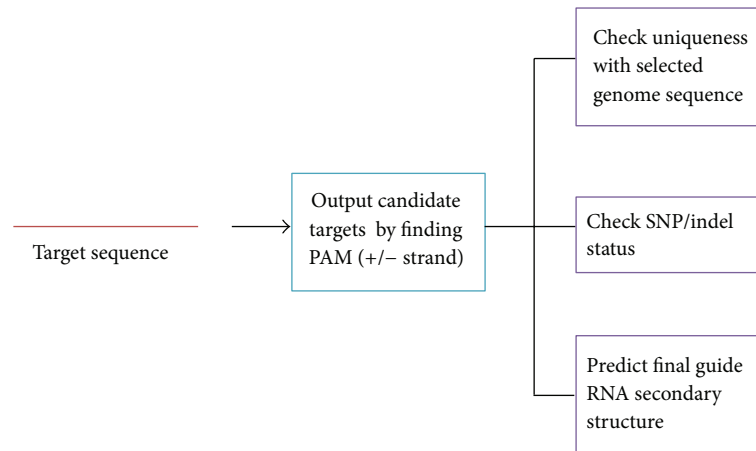 Target sequence
Output candidate
targets by finding
PAM (+/− strand)
Check uniqueness
with selected
genome sequence
Check SNP/indel
status
Predict final guide
RNA secondary
structure